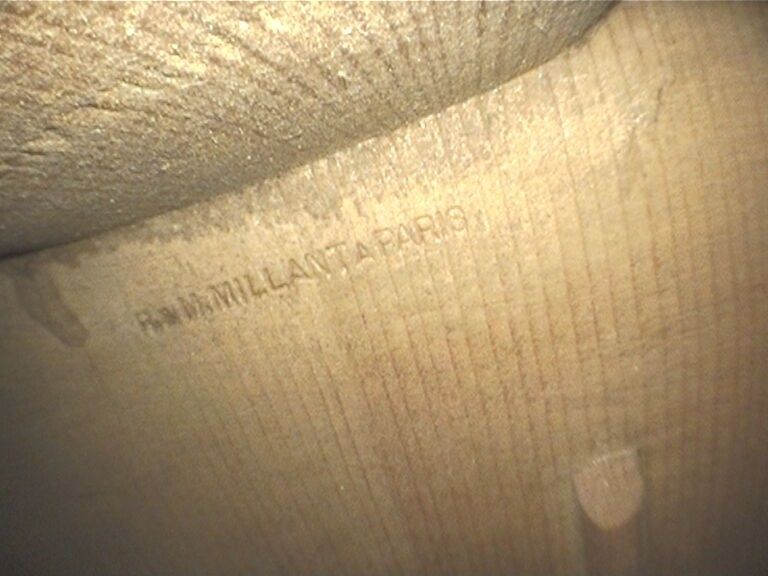 R. & M. MILLANT A PARIS